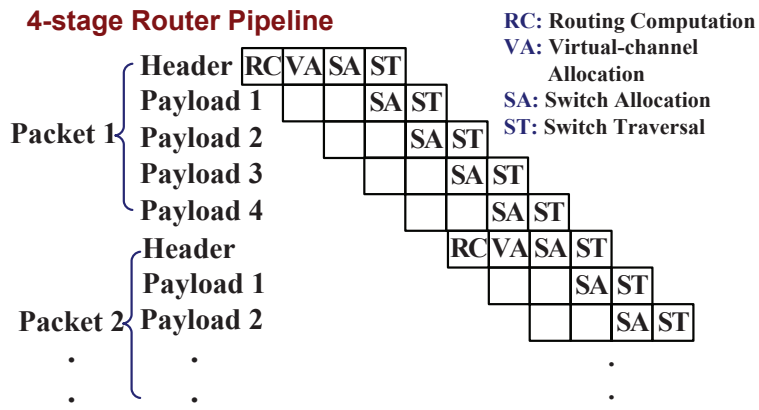 4-stage Router Pipeline
RC: Routing Computation
VA: Virtual-channel
Allocation
SA: Switch Allocation
ST: Switch Traversal
Packet 1
Header RC VA SA ST
Payload 1 SA ST
Payload 2 SA ST
Payload 3 SA ST
Payload 4 SA ST
Packet 2
Header RC VA SA ST
Payload 1 SA ST
Payload 2 SA ST
. . .
. . .